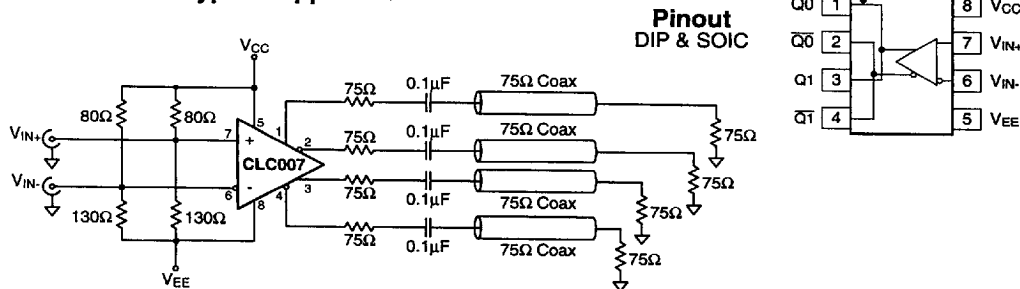 Pinout
DIP & SOIC
VCC
80Ω
80Ω
VIN+
VIN-
130Ω
130Ω
VEE
7
+
5
1
2
CLC007
3
4
6
-
8
75Ω
0.1µF
75Ω Coax
75Ω
75Ω
0.1µF
75Ω Coax
75Ω
75Ω
0.1µF
75Ω Coax
75Ω
75Ω
0.1µF
75Ω Coax
75Ω
Q0 1
Q̅0̅ 2
Q1 3
Q̅1̅ 4
8 VCC
7 VIN+
6 VIN-
5 VEE